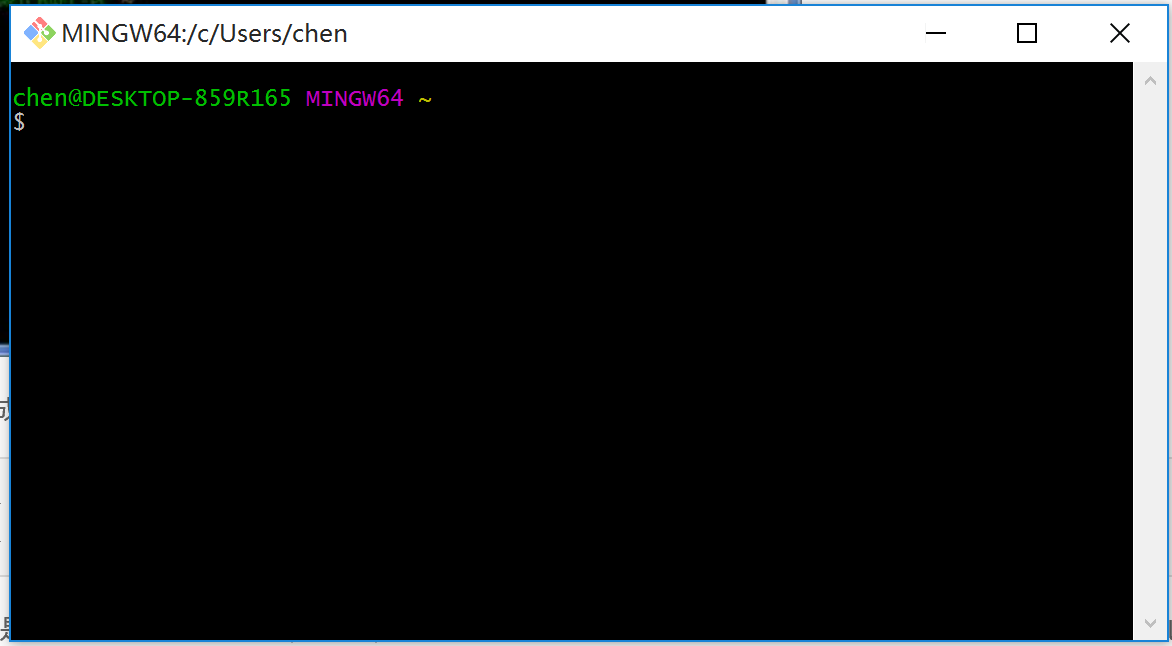 MINGW64:/c/Users/chen
chen@DESKTOP-859R165 MINGW64 ~
$